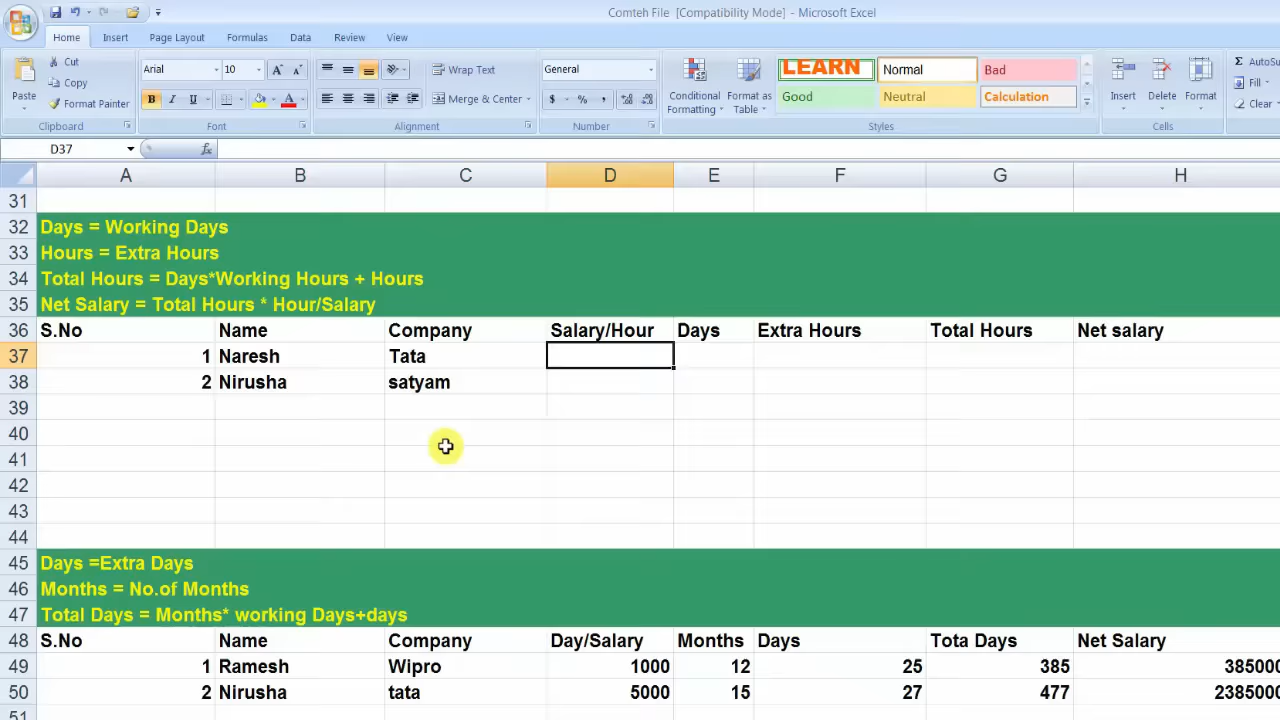 Comteh File [Compatibility Mode] - Microsoft Excel
Home Insert Page Layout Formulas Data Review View
Paste Cut Copy Format Painter Clipboard
Arial 10 A A B I U A Font
Wrap Text Merge & Center Alignment
General $ % , Number
Conditional Formatting Format as Table LEARN Normal Bad Good Neutral Calculation Styles
Insert Delete Format Cells
Σ AutoSu Fill Clear
D37 fx
A B C D E F G H
31
32 Days = Working Days
33 Hours = Extra Hours
34 Total Hours = Days*Working Hours + Hours
35 Net Salary = Total Hours * Hour/Salary
36 S.No Name Company Salary/Hour Days Extra Hours Total Hours Net salary
37 1 Naresh Tata
38 2 Nirusha satyam
39
40
41
42
43
44
45 Days =Extra Days
46 Months = No.of Months
47 Total Days = Months* working Days+days
48 S.No Name Company Day/Salary Months Days Tota Days Net Salary
49 1 Ramesh Wipro 1000 12 25 385 385000
50 2 Nirusha tata 5000 15 27 477 2385000
51